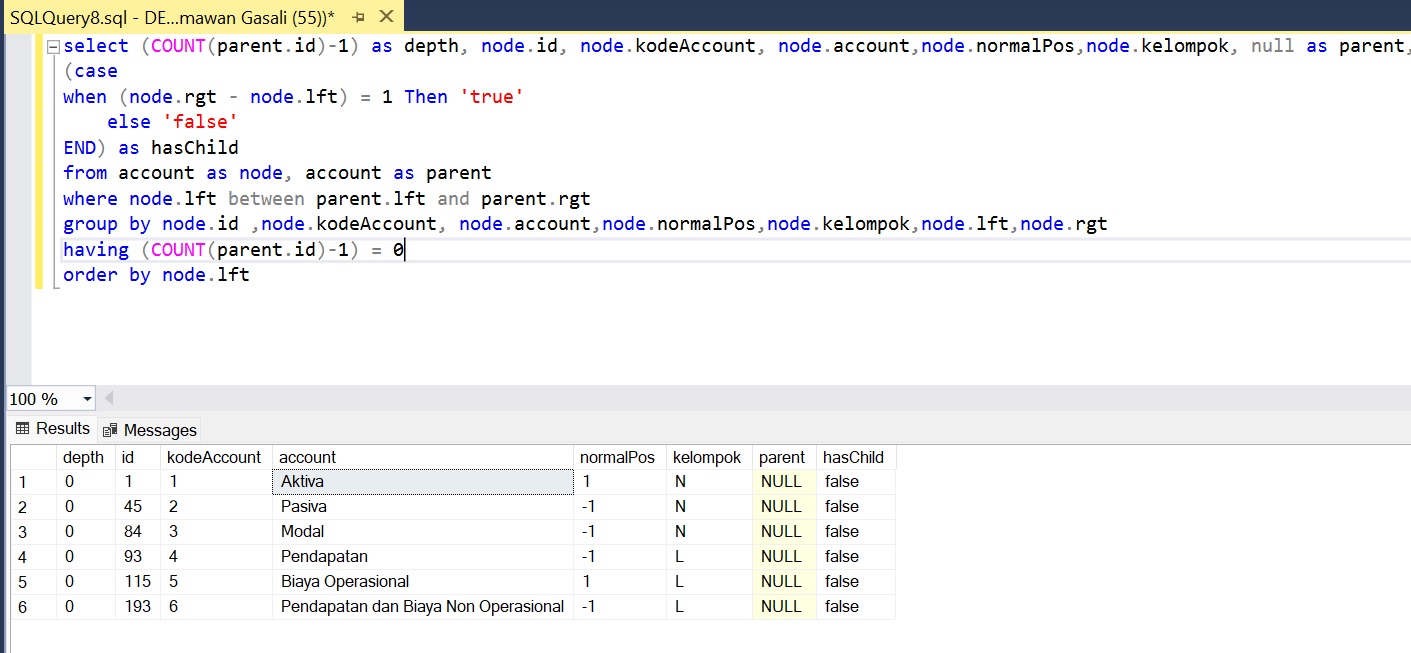 SQLQuery8.sql - DE...mawan Gasali (55))*
select (COUNT(parent.id)-1) as depth, node.id, node.kodeAccount, node.account,node.normalPos,node.kelompok, null as parent,
(case
when (node.rgt - node.lft) = 1 Then 'true'
else 'false'
END) as hasChild
from account as node, account as parent
where node.lft between parent.lft and parent.rgt
group by node.id ,node.kodeAccount, node.account,node.normalPos,node.kelompok,node.lft,node.rgt
having (COUNT(parent.id)-1) = 0
order by node.lft
100 %
Results Messages
depth id kodeAccount account normalPos kelompok parent hasChild
1 0 1 1 Aktiva 1 N NULL false
2 0 45 2 Pasiva -1 N NULL false
3 0 84 3 Modal -1 N NULL false
4 0 93 4 Pendapatan -1 L NULL false
5 0 115 5 Biaya Operasional 1 L NULL false
6 0 193 6 Pendapatan dan Biaya Non Operasional -1 L NULL false